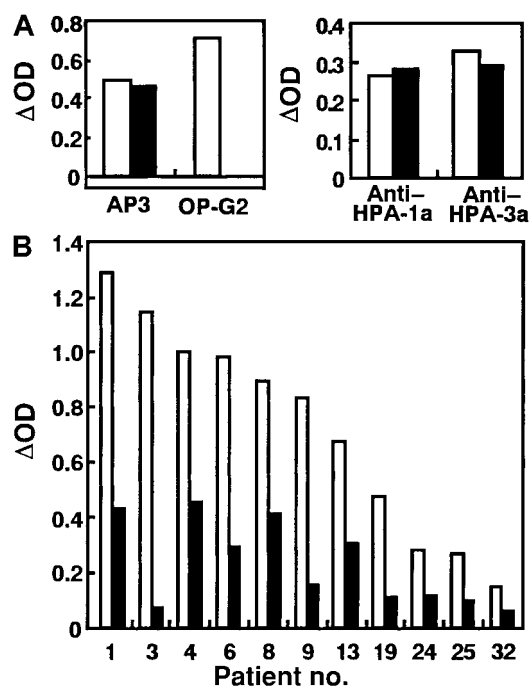 A
ΔOD
0.8
0.6
0.4
0.2
0
AP3 OP-G2
ΔOD
0.4
0.3
0.2
0.1
0
Anti– Anti–
HPA-1a HPA-3a
B
ΔOD
1.4
1.2
1.0
0.8
0.6
0.4
0.2
0
1 3 4 6 8 9 13 19 24 25 32
Patient no.